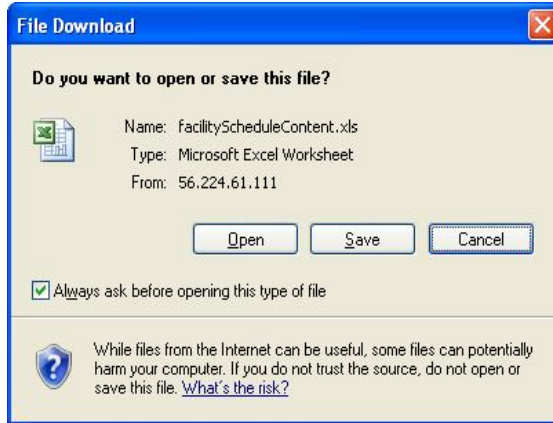 File Download
Do you want to open or save this file?
Name: facilityScheduleContent.xls
Type: Microsoft Excel Worksheet
From: 56.224.61.111
Open Save Cancel
Always ask before opening this type of file
While files from the Internet can be useful, some files can potentially
harm your computer. If you do not trust the source, do not open or
save this file. What's the risk?